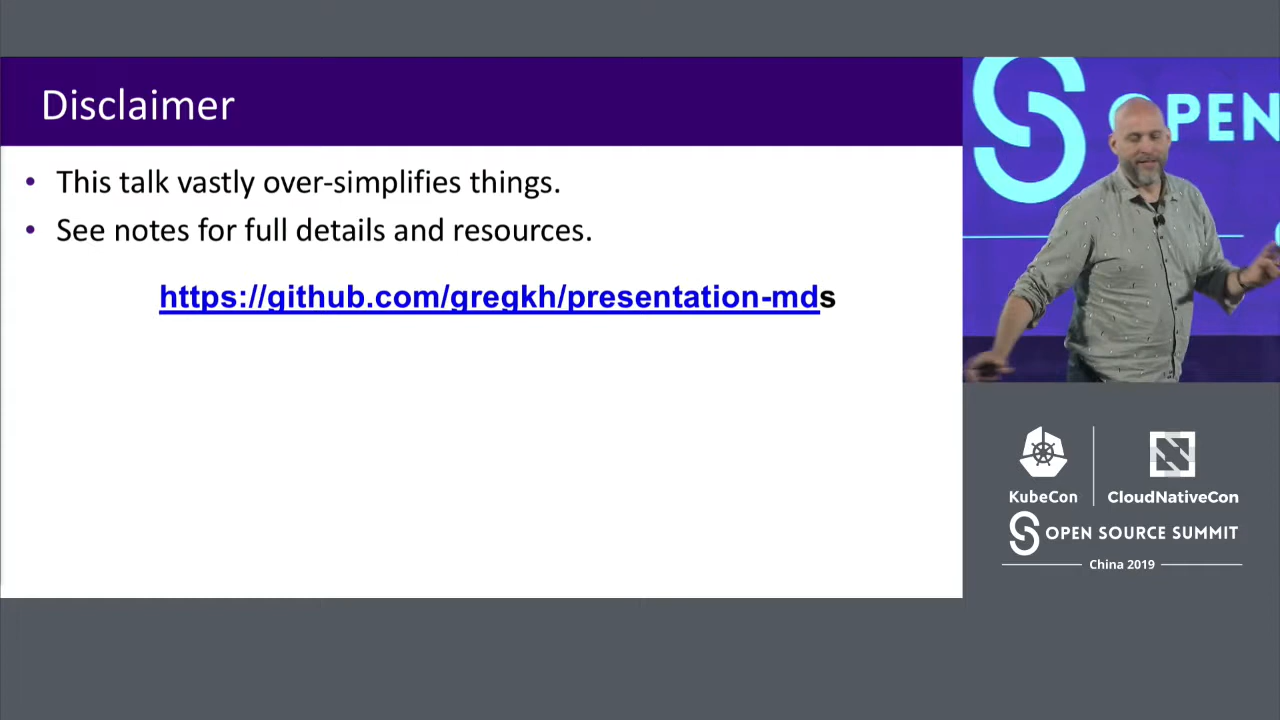 Disclaimer
• This talk vastly over-simplifies things.
• See notes for full details and resources.
https://github.com/gregkh/presentation-mds
OPEN
KubeCon
CloudNativeCon
OPEN SOURCE SUMMIT
China 2019